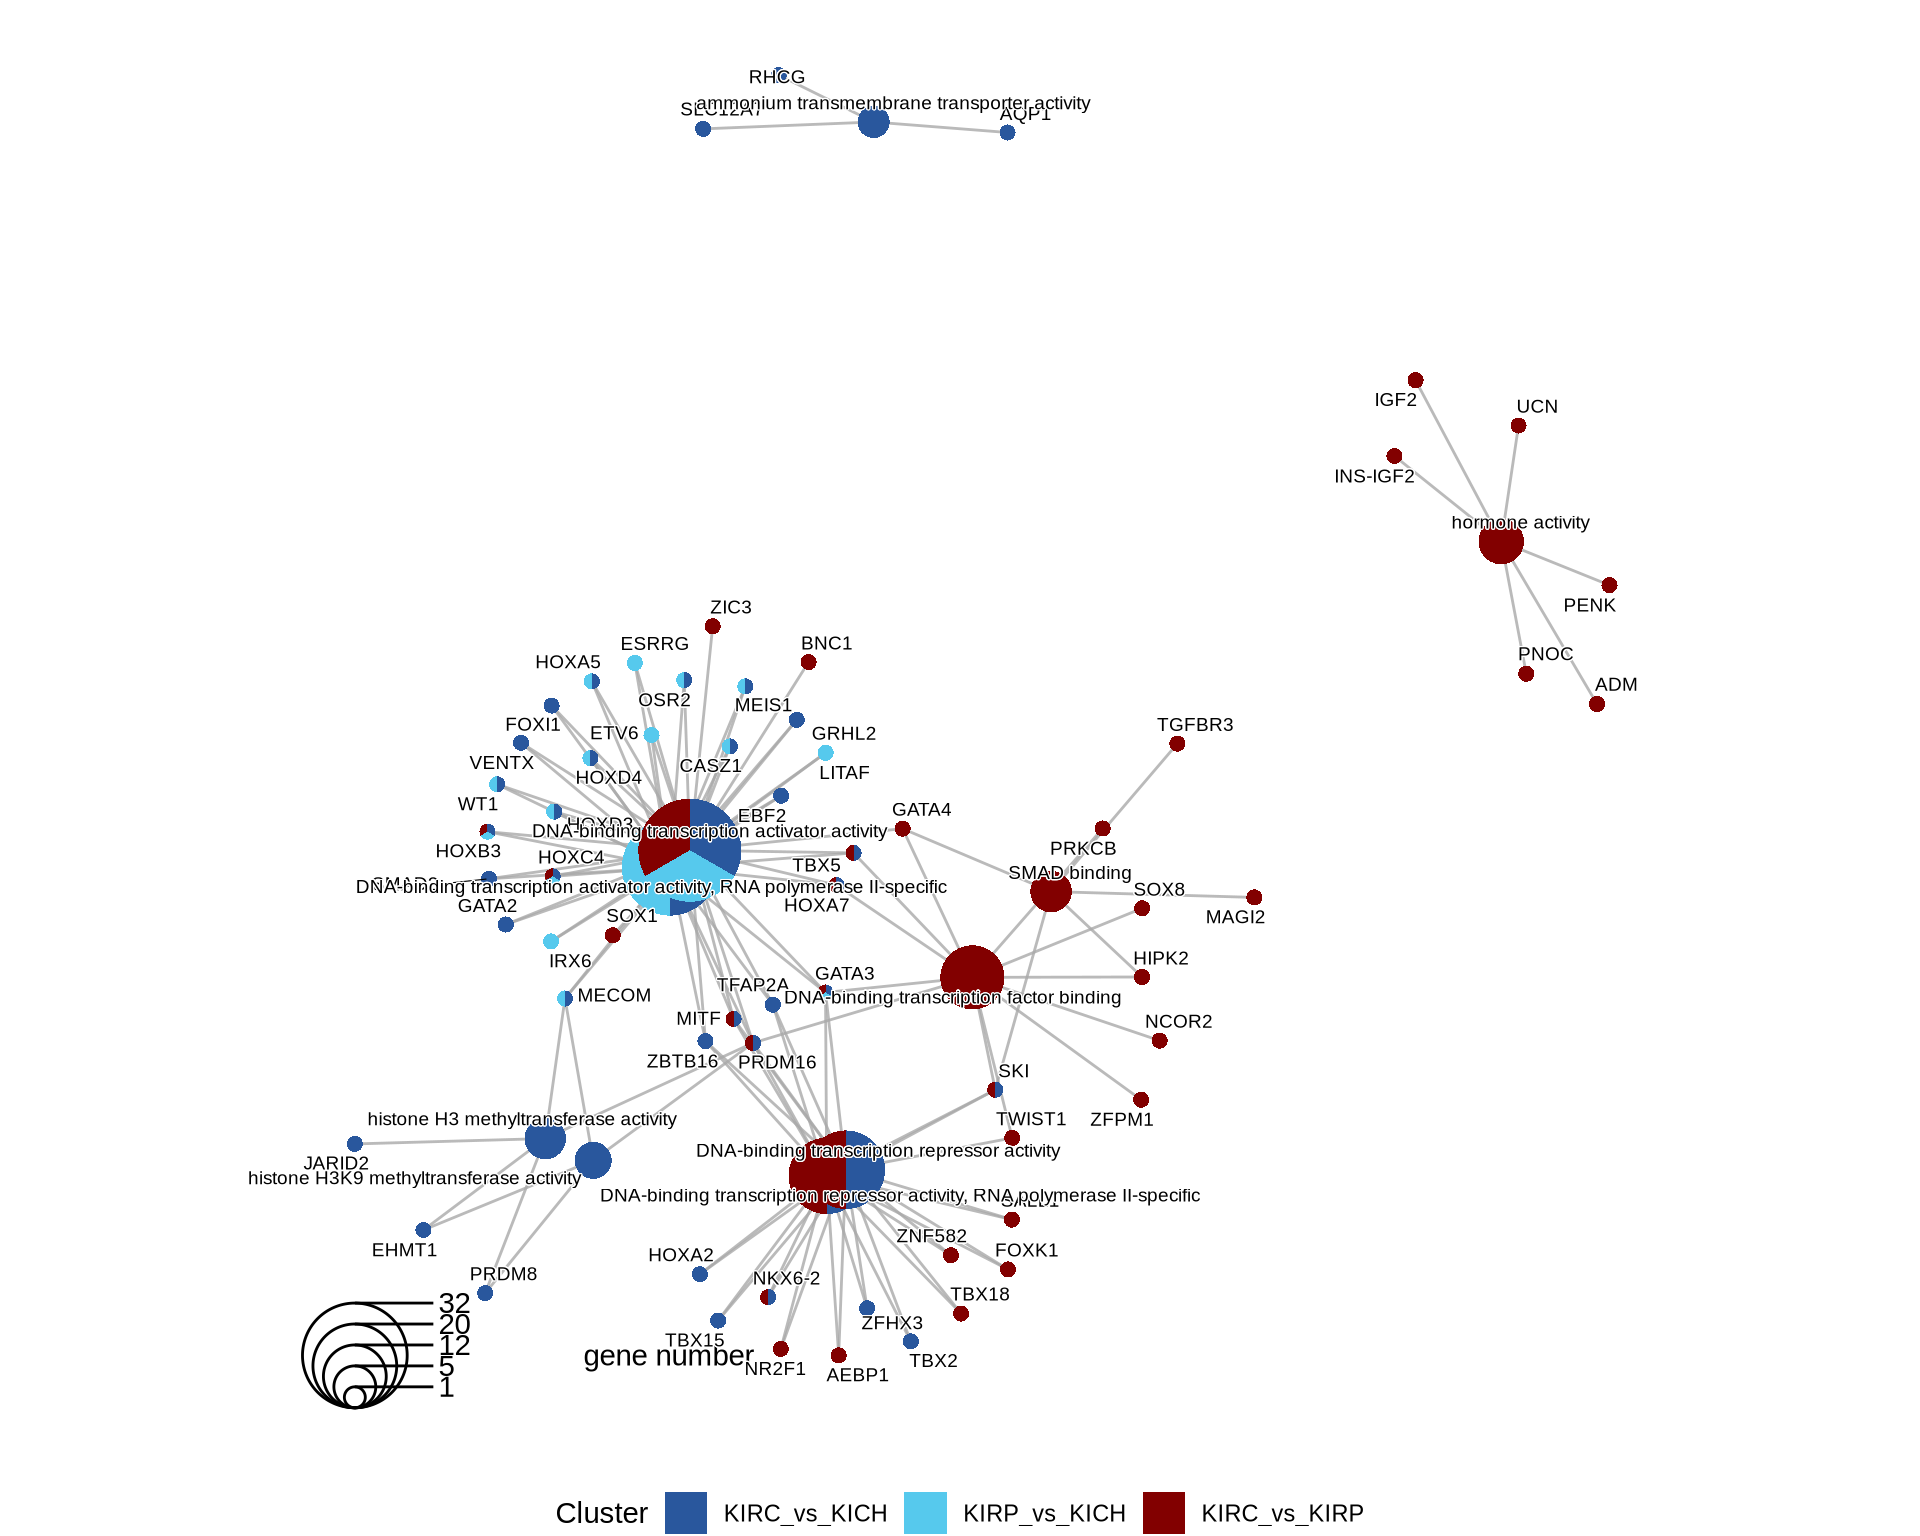 RHCG
ammonium transmembrane transporter activity
SLC12A7
AQP1
IGF2
UCN
INS-IGF2
hormone activity
PENK
PNOC
ADM
ZIC3
ESRRG
BNC1
HOXA5
OSR2
MEIS1
FOXI1
ETV6
GRHL2
TGFBR3
VENTX
CASZ1
LITAF
HOXD4
WT1
EBF2
GATA4
HOXD3
DNA-binding transcription activator activity
HOXB3
HOXC4
TBX5
PRKCB
SMAD binding
DNA-binding transcription activator activity, RNA polymerase II-specific
SOX8
GATA2
SOX1
HOXA7
MAGI2
IRX6
HIPK2
GATA3
TFAP2A
MECOM
DNA-binding transcription factor binding
MITF
NCOR2
ZBTB16
PRDM16
SKI
histone H3 methyltransferase activity
TWIST1
ZFPM1
DNA-binding transcription repressor activity
JARID2
histone H3K9 methyltransferase activity
DNA-binding transcription repressor activity, RNA polymerase II-specific
SALL1
ZNF582
EHMT1
HOXA2
FOXK1
PRDM8
NKX6-2
TBX18
32
20
12
5
1
ZFHX3
TBX15
gene number
NR2F1
TBX2
AEBP1
Cluster
KIRC_vs_KICH
KIRP_vs_KICH
KIRC_vs_KIRP